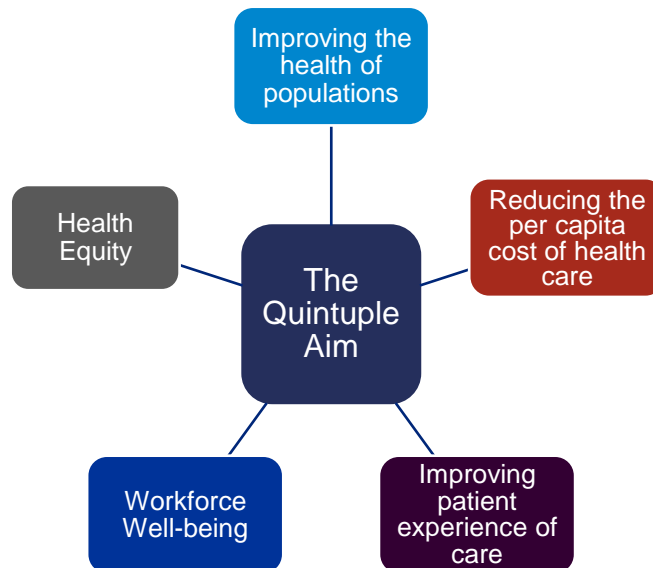 Improving the
health of
populations
Health
Equity
Reducing the
per capita
cost of health
care
The
Quintuple
Aim
Workforce
Well-being
Improving
patient
experience of
care